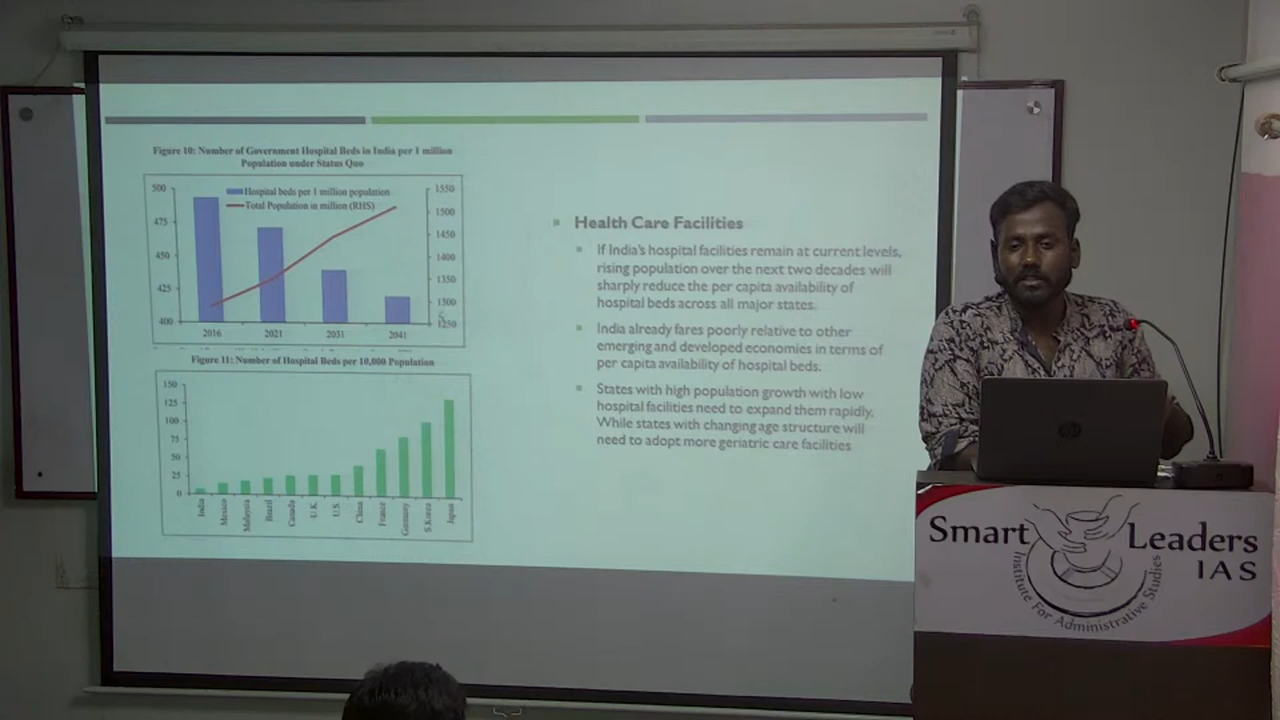 Figure 10: Number of Government Hospital Beds in India per 1 million
Population under Status Quo
Hospital beds per 1 million population
Total Population in million (RHS)
500
475
450
425
400
1550
1500
1450
1400
1350
1300
1250
2016
2021
2031
2041
Figure 11: Number of Hospital Beds per 10,000 Population
150
125
100
75
50
25
0
India
Mexico
Malaysia
Brazil
Canada
U.K.
U.S.
China
France
Germany
S.Korea
Japan
Health Care Facilities
If India's hospital facilities remain at current levels,
rising population over the next two decades will
sharply reduce the per capita availability of
hospital beds across all major states.
India already fares poorly relative to other
emerging and developed economies in terms of
per capita availability of hospital beds.
States with high population growth with low
hospital facilities need to expand them rapidly,
While states with changing age structure will
need to adopt more geriatric care facilities
hp
Smart Leaders
IAS
Institute For Administrative Studies